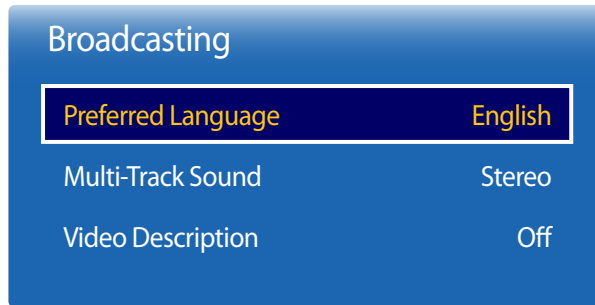 Broadcasting
Preferred Language English
Multi-Track Sound Stereo
Video Description Off